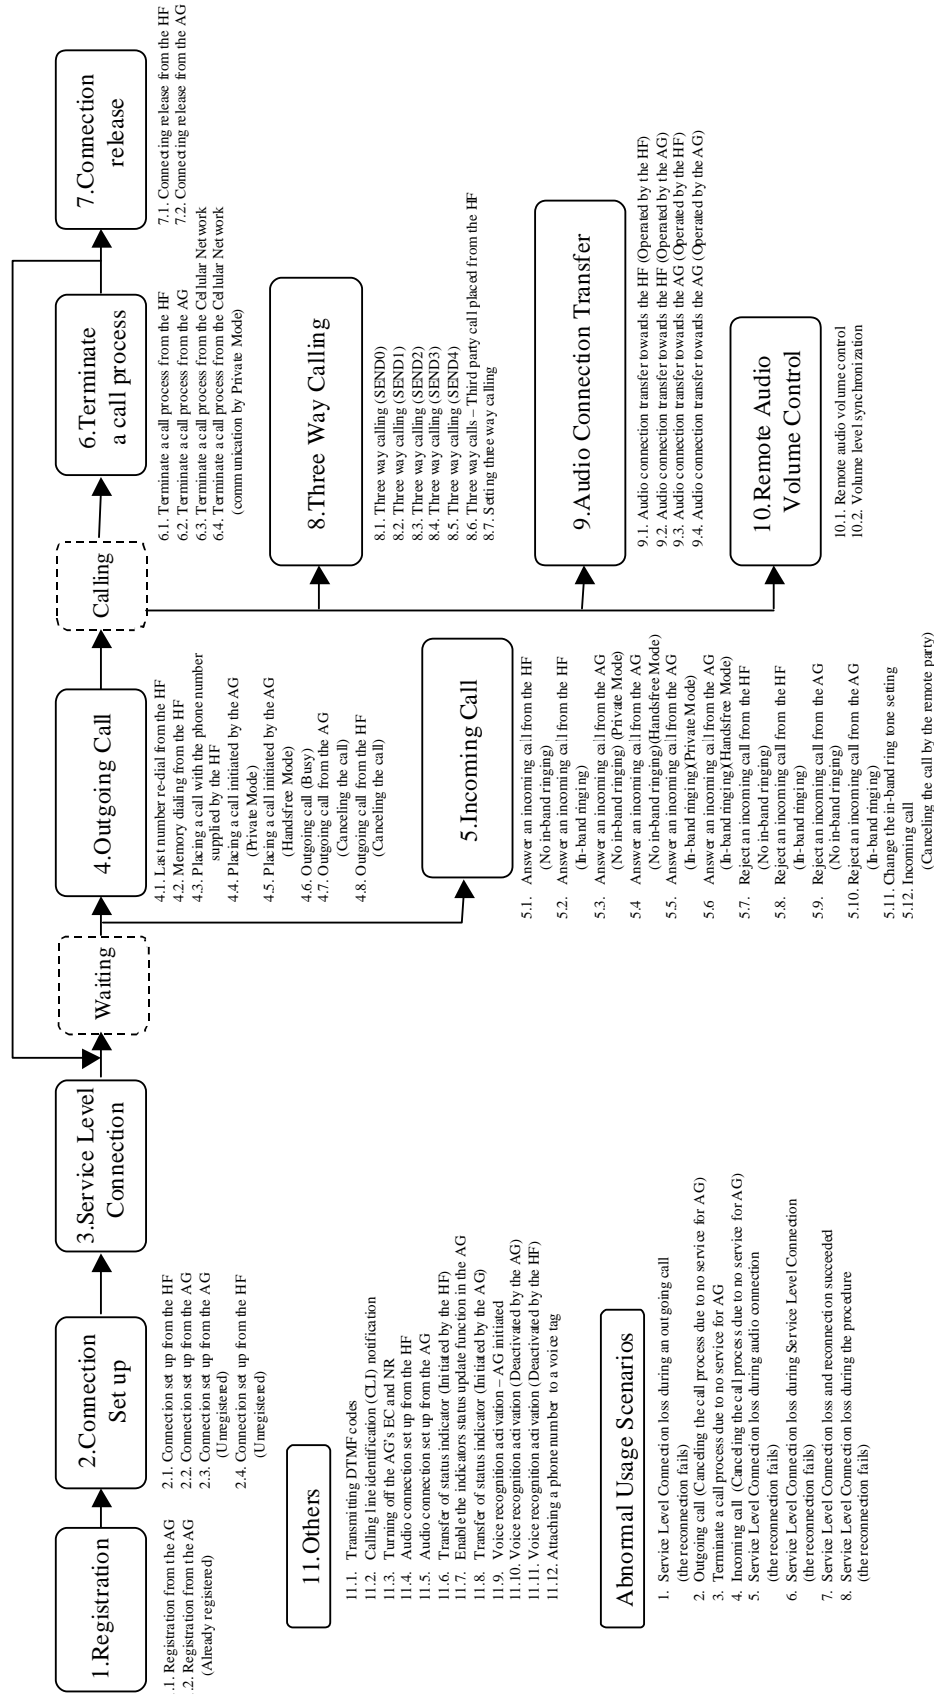 1.Registration
.1. Registration from the AG
.2. Registration from the AG
(Already registered)
2.Connection
Set up
2.1. Connection set up from the HF
2.2. Connection set up from the AG
2.3. Connection set up from the AG
(Unregistered)
2.4. Connection set up from the HF
(Unregistered)
3.Service Level
Connection
Waiting
4.Outgoing Call
4.1. Last number re-dial from the HF
4.2. Memory dialing from the HF
4.3. Placing a call with the phone number
supplied by the HF
4.4. Placing a call initiated by the AG
(Private Mode)
4.5. Placing a call initiated by the AG
(Handsfree Mode)
4.6. Outgoing call (Busy)
4.7. Outgoing call from the AG
(Canceling the call)
4.8. Outgoing call from the HF
(Canceling the call)
Calling
6.Terminate
a call process
6.1. Terminate a call process from the HF
6.2. Terminate a call process from the AG
6.3. Terminate a call process from the Cellular Network
6.4. Terminate a call process from the Cellular Network
(communication by Private Mode)
7.Connection
release
7.1. Connecting release from the HF
7.2. Connecting release from the AG
5.Incoming Call
5.1. Answer an incoming call from the HF
(No in-band ringing)
5.2. Answer an incoming call from the HF
(In-band ringing)
5.3. Answer an incoming call from the AG
(No in-band ringing) (Private Mode)
5.4 Answer an incoming call from the AG
(No in-band ringing)(Handsfree Mode)
5.5. Answer an incoming call from the AG
(In-band ringing)(Private Mode)
5.6 Answer an incoming call from the AG
(In-band ringing)(Handsfree Mode)
5.7. Reject an incoming call from the HF
(No in-band ringing)
5.8. Reject an incoming call from the HF
(In-band ringing)
5.9. Reject an incoming call from the AG
(No in-band ringing)
5.10. Reject an incoming call from the AG
(In-band ringing)
5.11. Change the in-band ring tone setting
5.12. Incoming call
(Canceling the call by the remote party)
8.Three Way Calling
8.1. Three way calling (SEND0)
8.2. Three way calling (SEND1)
8.3. Three way calling (SEND2)
8.4. Three way calling (SEND3)
8.5. Three way calling (SEND4)
8.6. Three way calls – Third party call placed from the HF
8.7. Setting three way calling
9.Audio Connection Transfer
9.1. Audio connection transfer towards the HF (Operated by the HF)
9.2. Audio connection transfer towards the HF (Operated by the AG)
9.3. Audio connection transfer towards the AG (Operated by the HF)
9.4. Audio connection transfer towards the AG (Operated by the AG)
10.Remote Audio
Volume Control
10.1. Remote audio volume control
10.2. Volume level synchronization
11.Others
11.1. Transmitting DTMF codes
11.2. Calling line identification (CLI) notification
11.3. Turning off the AG's EC and NR
11.4. Audio connection set up from the HF
11.5. Audio connection set up from the AG
11.6. Transfer of status indicator (Initiated by the HF)
11.7. Enable the indicators status update function in the AG
11.8. Transfer of status indicator (Initiated by the AG)
11.9. Voice recognition activation – AG initiated
11.10. Voice recognition activation (Deactivated by the AG)
11.11. Voice recognition activation (Deactivated by the HF)
11.12. Attaching a phone number to a voice tag
Abnormal Usage Scenarios
1. Service Level Connection loss during an outgoing call
(the reconnection fails)
2. Outgoing call (Canceling the call process due to no service for AG)
3. Terminate a call process due to no service for AG
4. Incoming call (Canceling the call process due to no service for AG)
5. Service Level Connection loss during audio connection
(the reconnection fails)
6. Service Level Connection loss during Service Level Connection
(the reconnection fails)
7. Service Level Connection loss and reconnection succeeded
8. Service Level Connection loss during the procedure
(the reconnection fails)